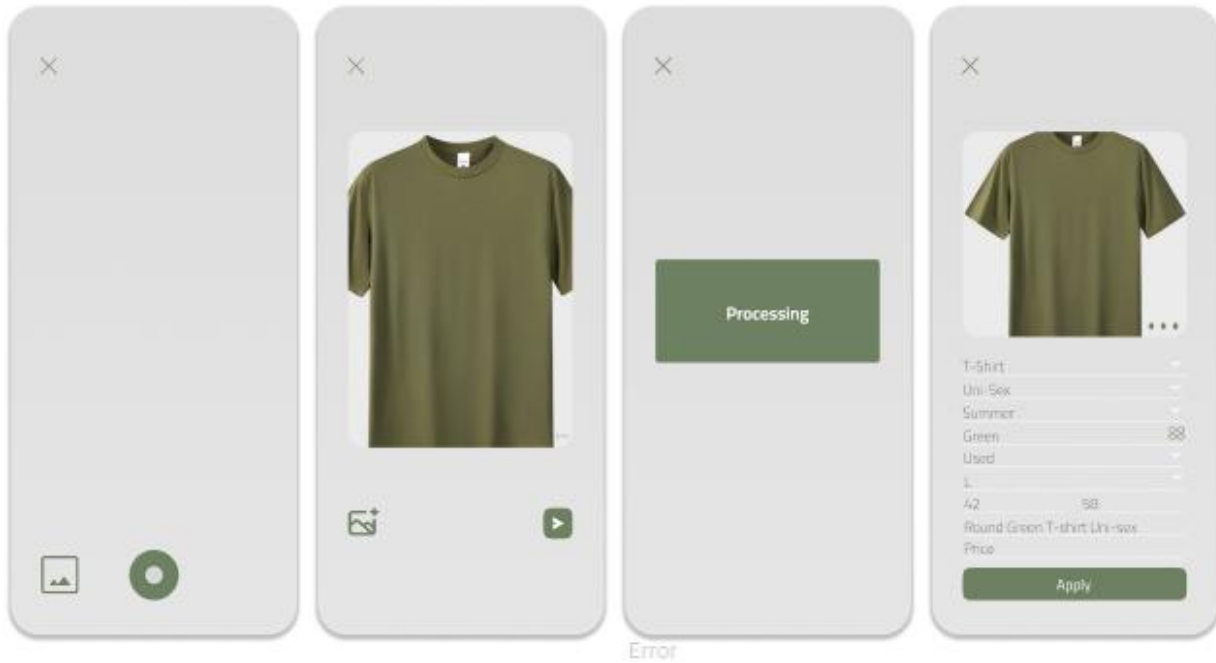 Processing
T-Shirt
Uni-Sex
Summer
Green 88
Used
L
42 58
Round Green T-shirt Uni-sex
Price
Apply
Error